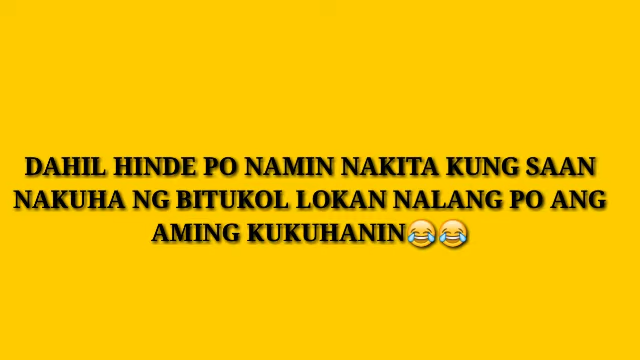 DAHIL HINDE PO NAMIN NAKITA KUNG SAAN
NAKUHA NG BITUKOL LOKAN NALANG PO ANG
AMING KUKUHANIN😂😂